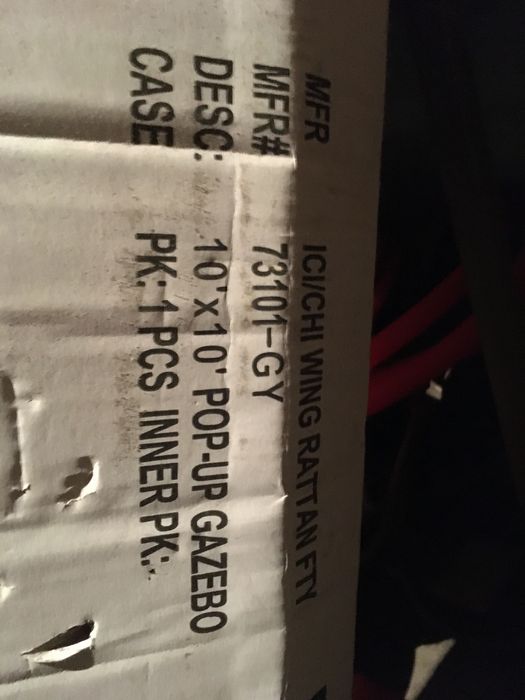 MFR ICI/CHI WING RATTAN FTY
MFR# 73101-GY
DESC: 10'x10' POP-UP GAZEBO
CASE PK: 1 PCS INNER PK: